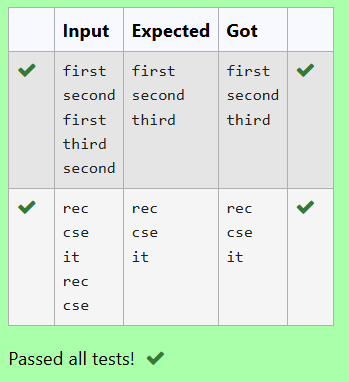 Input Expected Got
first first first
second second second
first third third
third
second
rec rec rec
cse cse cse
it it it
rec
cse
Passed all tests!